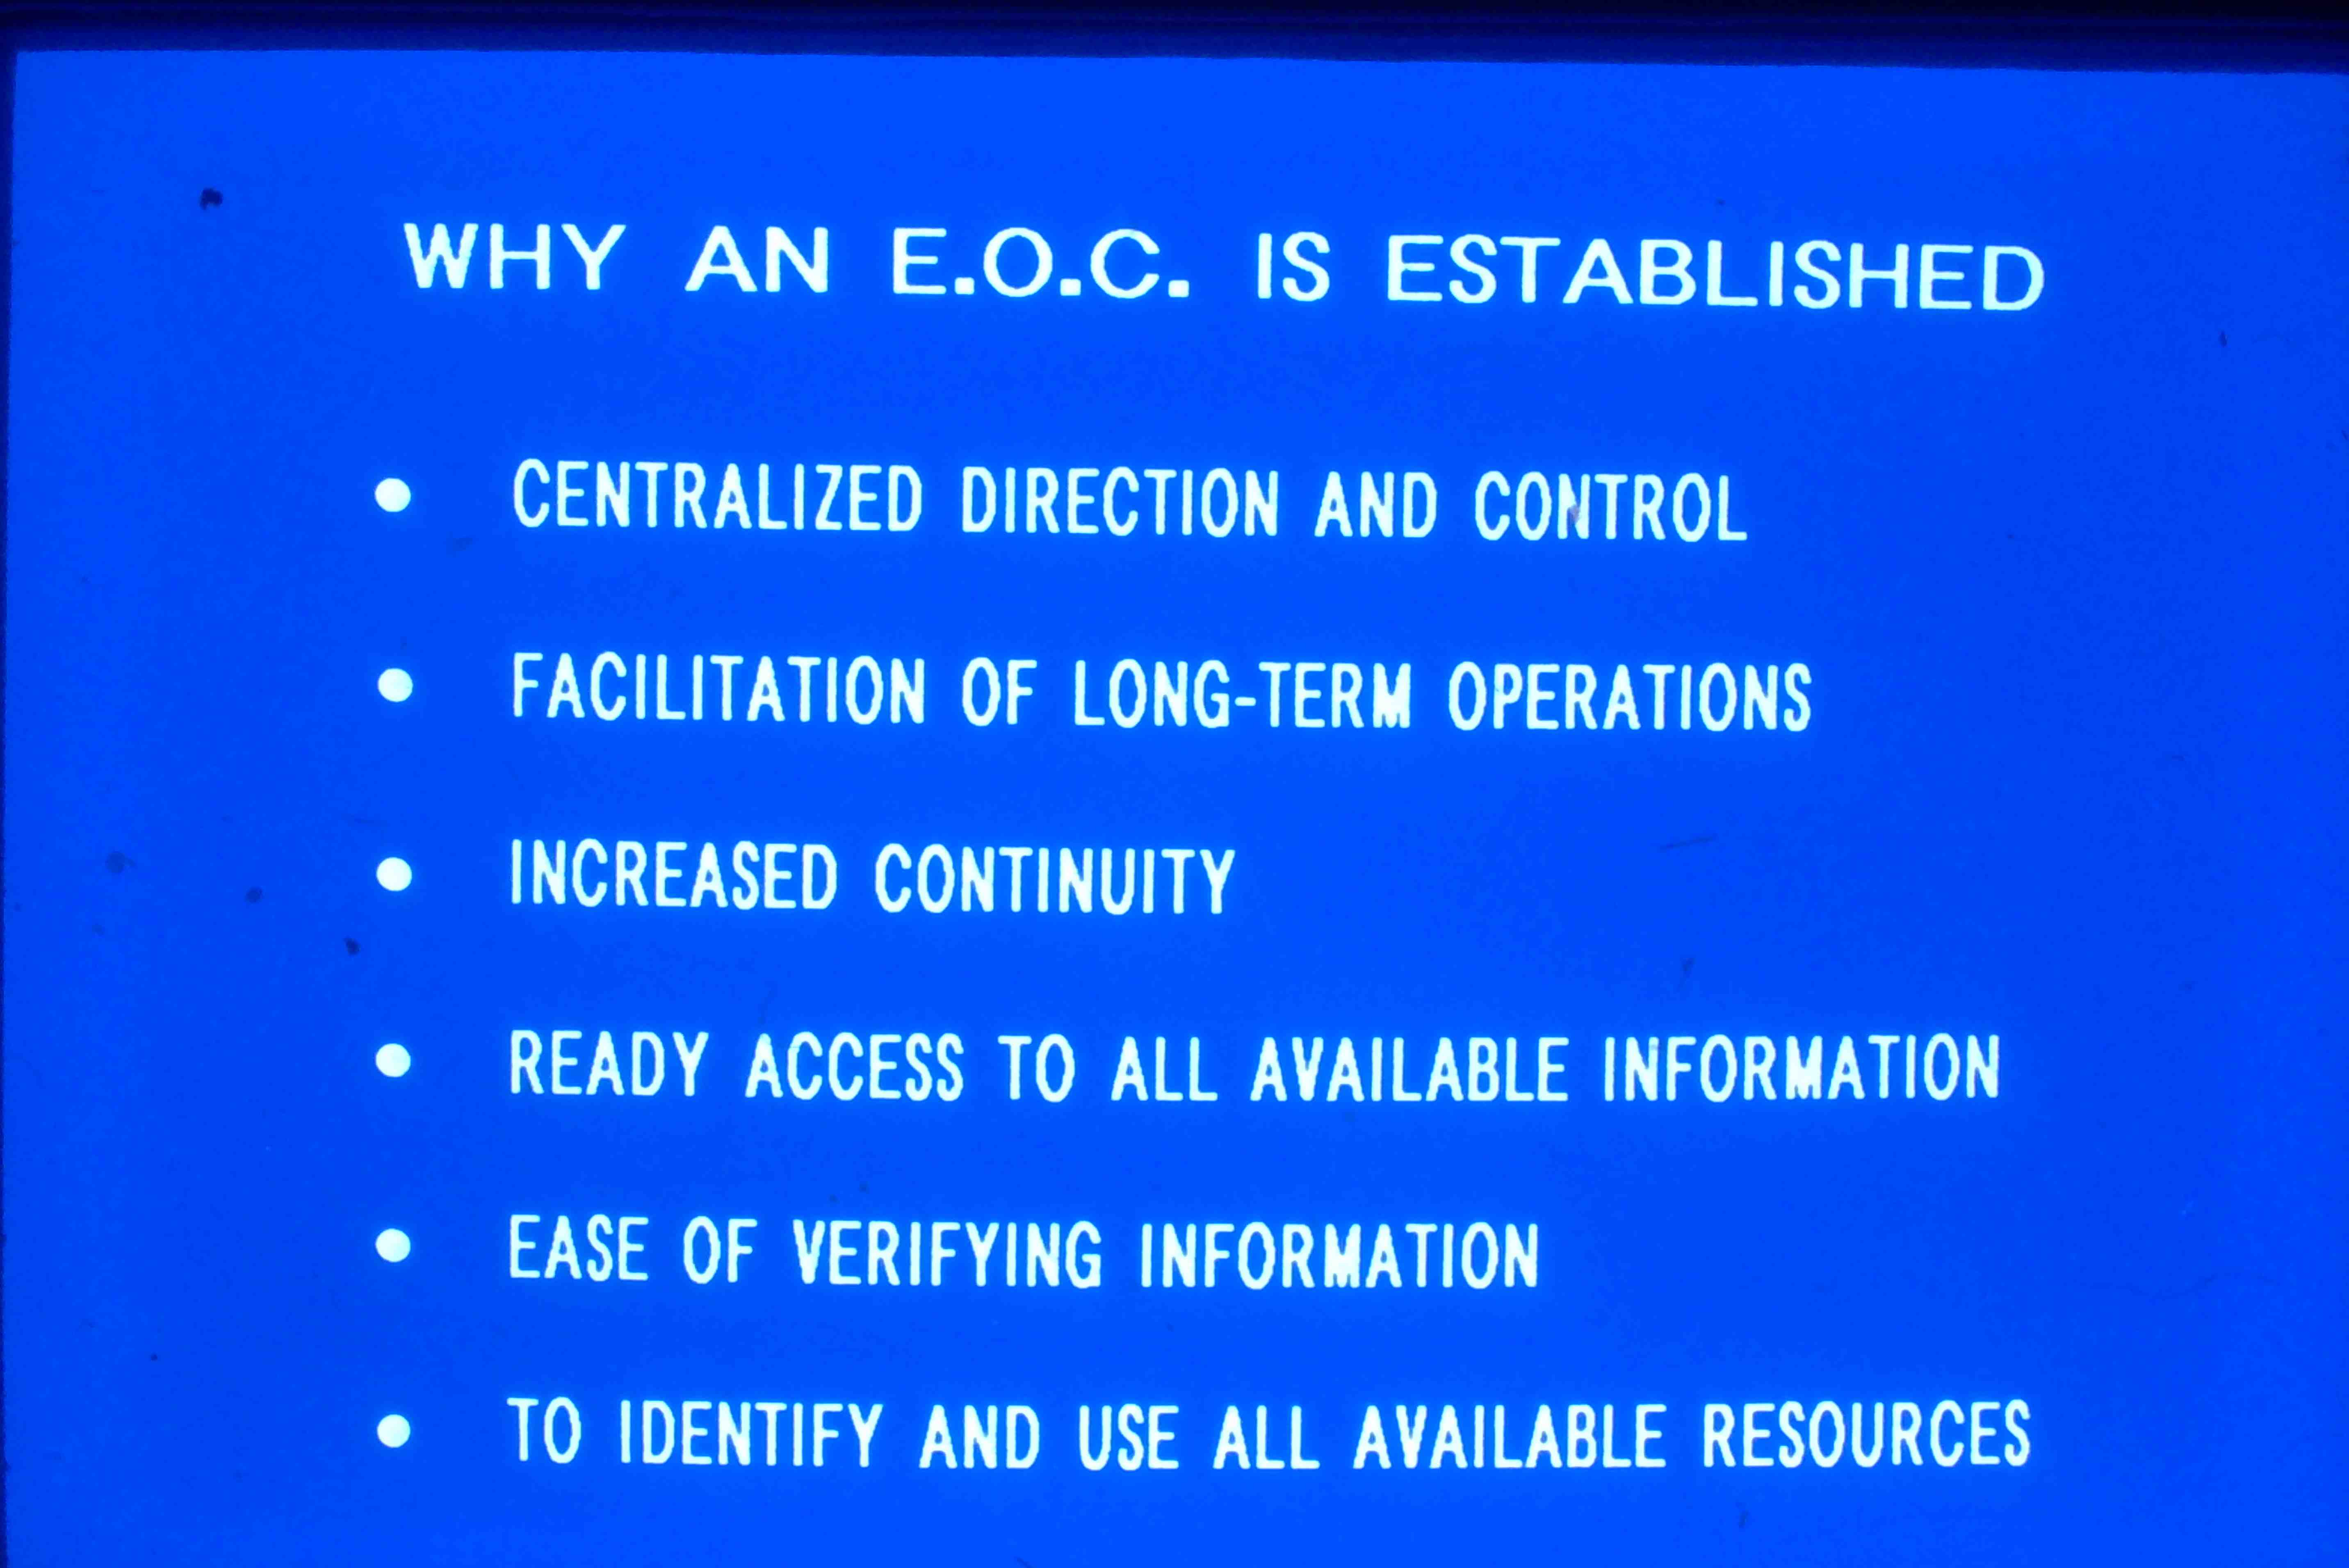 WHY AN E.O.C. IS ESTABLISHED
• CENTRALIZED DIRECTION AND CONTROL
• FACILITATION OF LONG-TERM OPERATIONS
• INCREASED CONTINUITY
• READY ACCESS TO ALL AVAILABLE INFORMATION
• EASE OF VERIFYING INFORMATION
• TO IDENTIFY AND USE ALL AVAILABLE RESOURCES